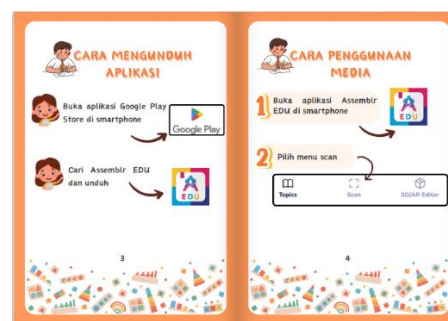 CARA MENGUNDUH
APLIKASI
Buka aplikasi Google Play
Store di smartphone
Google Play
Cari Assemblr EDU
dan unduh
EDU
3
CARA PENGGUNAAN
MEDIA
1 Buka aplikasi Assemblr
EDU di smartphone
EDU
2 Pilih menu scan
Topics Scan 3D/AR Editor
4